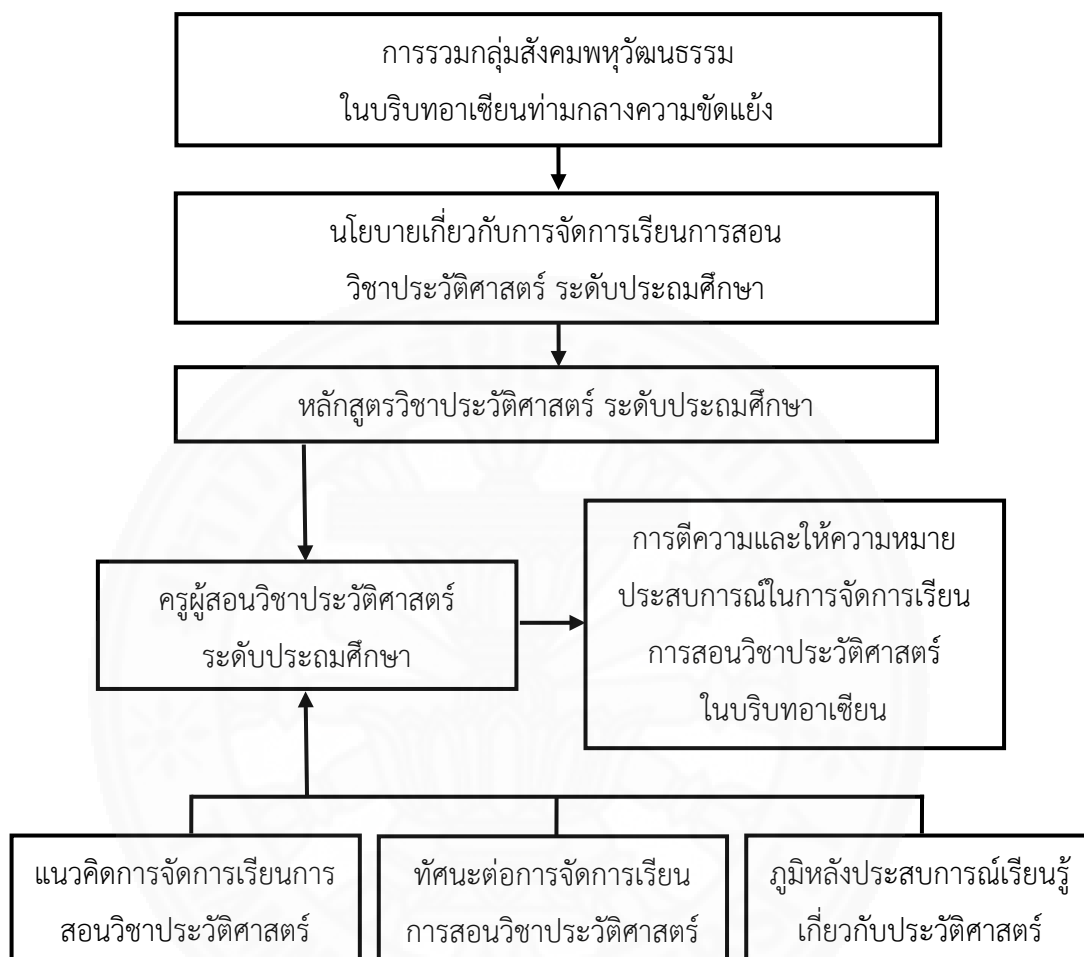 การรวมกลุ่มสังคมพหุวัฒนธรรม
ในบริบทอาเซียนท่ามกลางความขัดแย้ง
นโยบายเกี่ยวกับการจัดการเรียนการสอน
วิชาประวัติศาสตร์ ระดับประถมศึกษา
หลักสูตรวิชาประวัติศาสตร์ ระดับประถมศึกษา
ครูผู้สอนวิชาประวัติศาสตร์
ระดับประถมศึกษา
การตีความและให้ความหมาย
ประสบการณ์ในการจัดการเรียน
การสอนวิชาประวัติศาสตร์
ในบริบทอาเซียน
แนวคิดการจัดการเรียนการ
สอนวิชาประวัติศาสตร์
ทัศนะต่อการจัดการเรียน
การสอนวิชาประวัติศาสตร์
ภูมิหลังประสบการณ์เรียนรู้
เกี่ยวกับประวัติศาสตร์